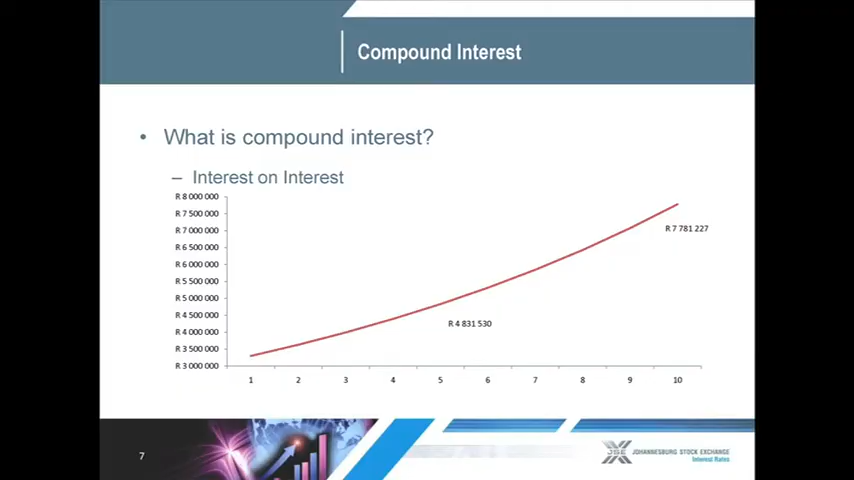 Compound Interest
• What is compound interest?
– Interest on Interest
R 8 000 000
R 7 500 000
R 7 000 000
R 6 500 000
R 6 000 000
R 5 500 000
R 5 000 000
R 4 500 000
R 4 000 000
R 3 500 000
R 3 000 000
R 7 781 227
R 4 831 530
1 2 3 4 5 6 7 8 9 10
7
JSE
JOHANNESBURG STOCK EXCHANGE
Interest Rates